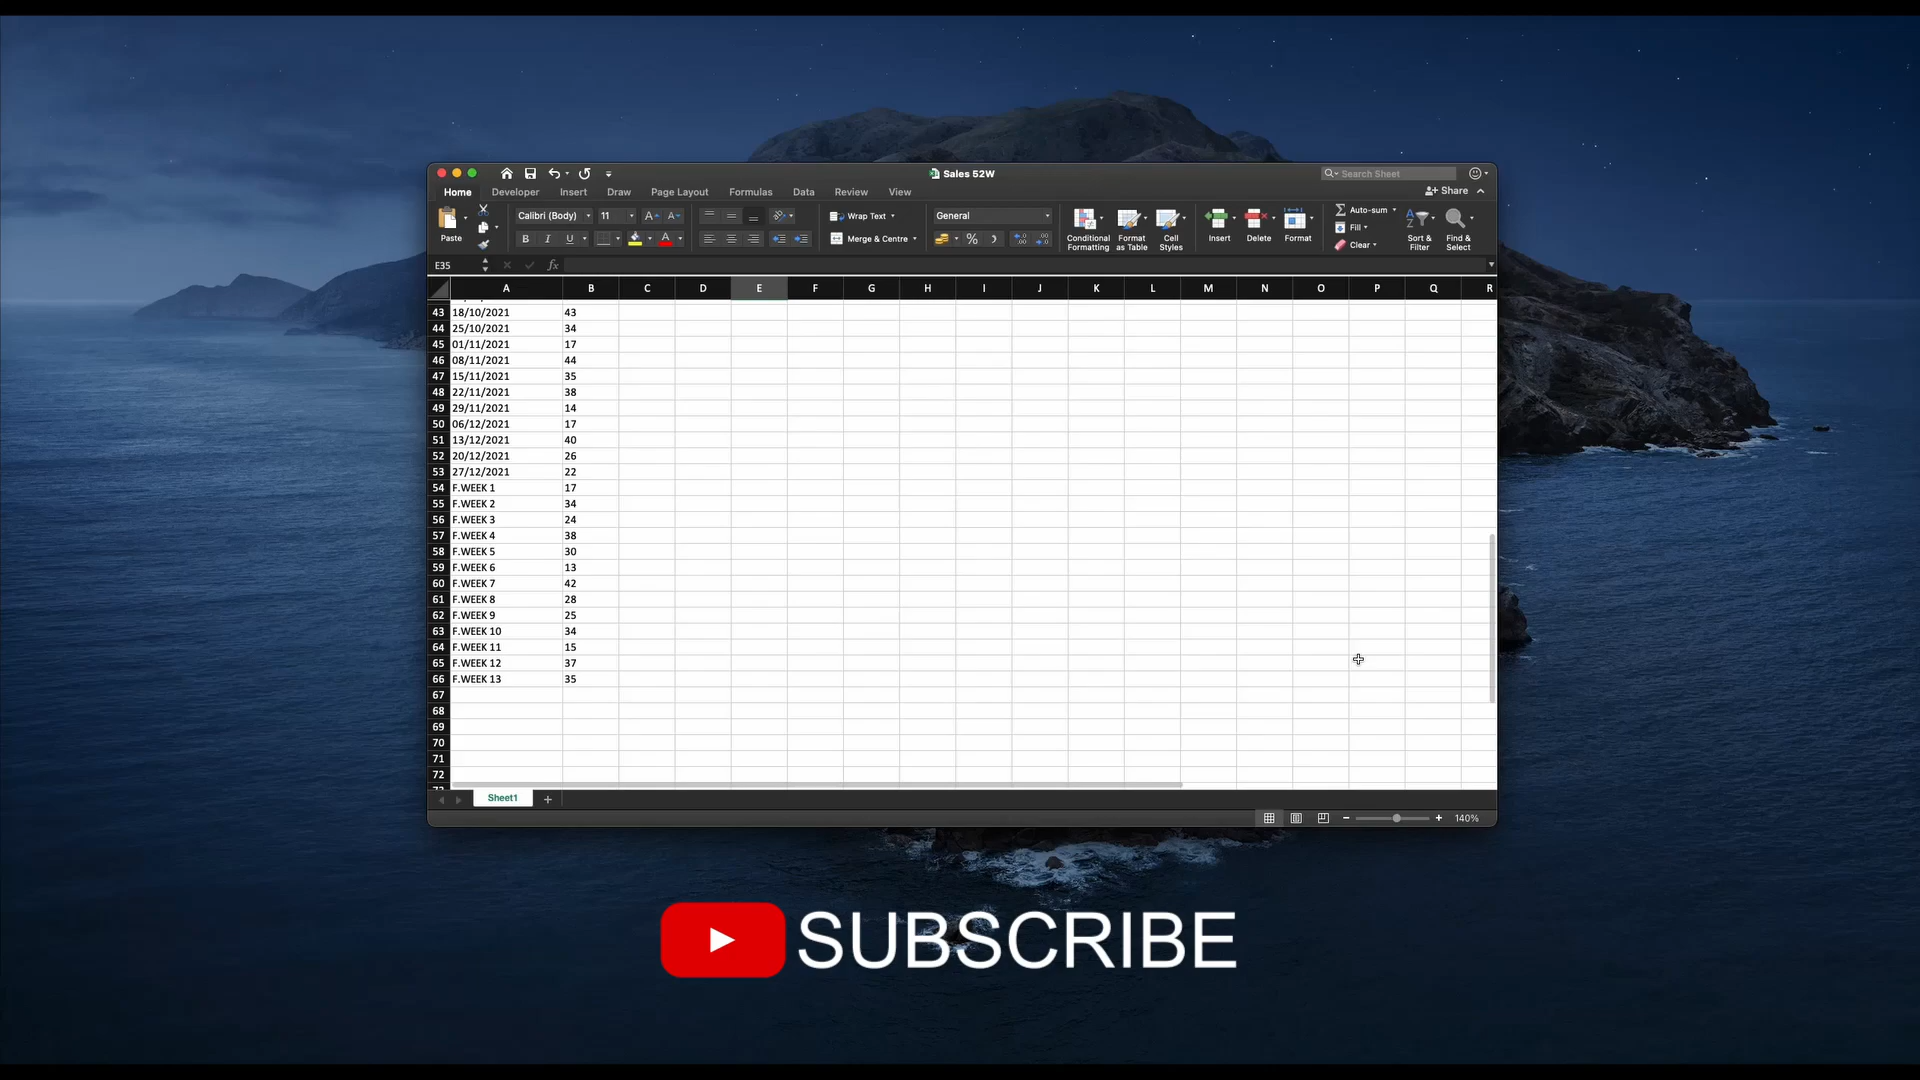 Sales 52W
Search Sheet
Home Developer Insert Draw Page Layout Formulas Data Review View
Share
Paste
Calibri (Body) 11
A A
B I U
A
Wrap Text
Merge & Centre
General
%
Conditional Formatting
Format as Table
Cell Styles
Insert
Delete
Format
Auto-sum
Fill
Clear
Sort & Filter
Find & Select
E35
fx
A B C D E F G H I J K L M N O P Q R
43 18/10/2021 43
44 25/10/2021 34
45 01/11/2021 17
46 08/11/2021 44
47 15/11/2021 35
48 22/11/2021 38
49 29/11/2021 14
50 06/12/2021 17
51 13/12/2021 40
52 20/12/2021 26
53 27/12/2021 22
54 F.WEEK 1 17
55 F.WEEK 2 34
56 F.WEEK 3 24
57 F.WEEK 4 38
58 F.WEEK 5 30
59 F.WEEK 6 13
60 F.WEEK 7 42
61 F.WEEK 8 28
62 F.WEEK 9 25
63 F.WEEK 10 34
64 F.WEEK 11 15
65 F.WEEK 12 37
66 F.WEEK 13 35
67
68
69
70
71
72
Sheet1
140%
SUBSCRIBE